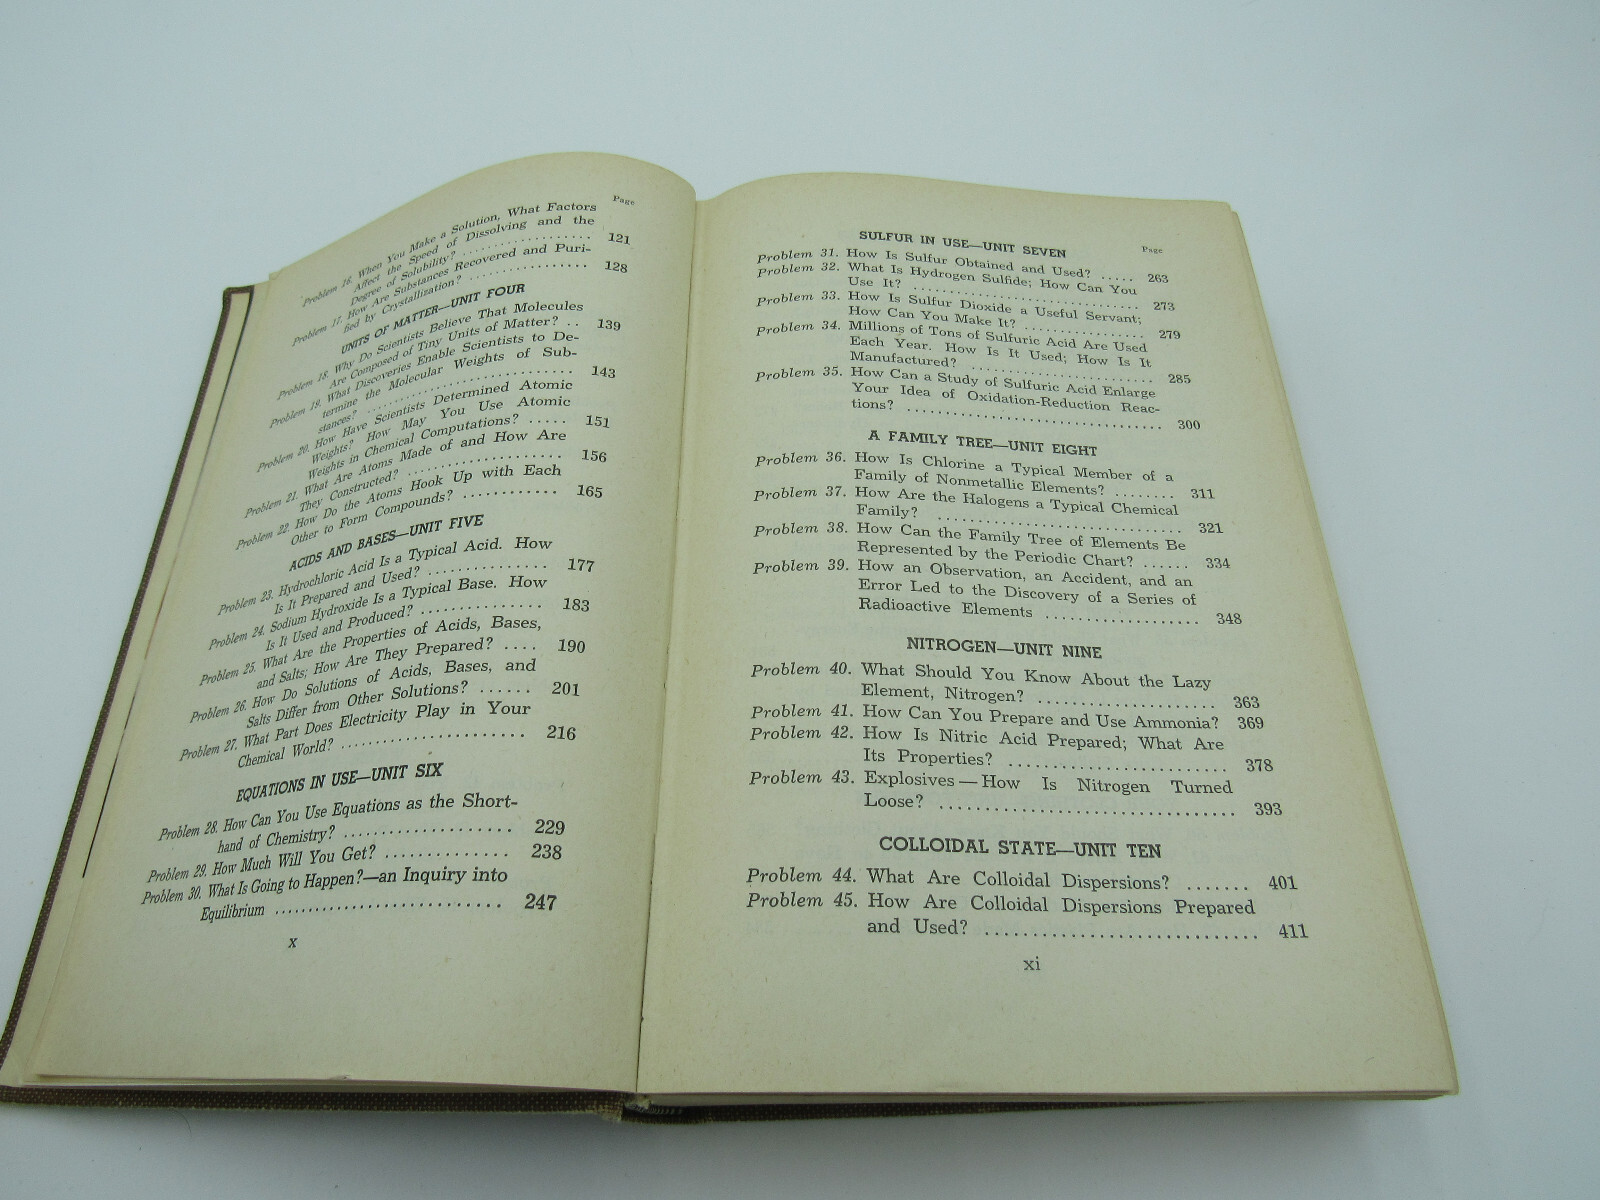 Page
Problem 16. When You Make a Solution, What Factors
Affect the Speed of Dissolving and the
Degree of Solubility? .................. 121
Problem 17. How Are Substances Recovered and Puri-
fied by Crystallization? ................ 128
UNITS OF MATTER—UNIT FOUR
Problem 18. Why Do Scientists Believe That Molecules
Are Composed of Tiny Units of Matter? .. 139
Problem 19. What Discoveries Enable Scientists to De-
termine the Molecular Weights of Sub-
stances? ............................ 143
Problem 20. How Have Scientists Determined Atomic
Weights? How May You Use Atomic
Weights in Chemical Computations? ..... 151
Problem 21. What Are Atoms Made of and How Are
They Constructed? .................... 156
Problem 22. How Do the Atoms Hook Up with Each
Other to Form Compounds? ............ 165
ACIDS AND BASES—UNIT FIVE
Problem 23. Hydrochloric Acid Is a Typical Acid. How
Is It Prepared and Used? ............... 177
Problem 24. Sodium Hydroxide Is a Typical Base. How
Is It Used and Produced? ............... 183
Problem 25. What Are the Properties of Acids, Bases,
and Salts; How Are They Prepared? .... 190
Problem 26. How Do Solutions of Acids, Bases, and
Salts Differ from Other Solutions? ...... 201
Problem 27. What Part Does Electricity Play in Your
Chemical World? ........................ 216
EQUATIONS IN USE—UNIT SIX
Problem 28. How Can You Use Equations as the Short-
hand of Chemistry? .................... 229
Problem 29. How Much Will You Get? .............. 238
Problem 30. What Is Going to Happen?—an Inquiry into
Equilibrium ............................ 247
x
SULFUR IN USE—UNIT SEVEN
Page
Problem 31. How Is Sulfur Obtained and Used? ..... 263
Problem 32. What Is Hydrogen Sulfide; How Can You
Use It? .............................. 273
Problem 33. How Is Sulfur Dioxide a Useful Servant;
How Can You Make It? ................ 279
Problem 34. Millions of Tons of Sulfuric Acid Are Used
Each Year. How Is It Used; How Is It
Manufactured? ........................ 285
Problem 35. How Can a Study of Sulfuric Acid Enlarge
Your Idea of Oxidation-Reduction Reac-
tions? .............................. 300
A FAMILY TREE—UNIT EIGHT
Problem 36. How Is Chlorine a Typical Member of a
Family of Nonmetallic Elements? ........ 311
Problem 37. How Are the Halogens a Typical Chemical
Family? .............................. 321
Problem 38. How Can the Family Tree of Elements Be
Represented by the Periodic Chart? ...... 334
Problem 39. How an Observation, an Accident, and an
Error Led to the Discovery of a Series of
Radioactive Elements .................. 348
NITROGEN—UNIT NINE
Problem 40. What Should You Know About the Lazy
Element, Nitrogen? .................... 363
Problem 41. How Can You Prepare and Use Ammonia? 369
Problem 42. How Is Nitric Acid Prepared; What Are
Its Properties? ........................ 378
Problem 43. Explosives—How Is Nitrogen Turned
Loose? .............................. 393
COLLOIDAL STATE—UNIT TEN
Problem 44. What Are Colloidal Dispersions? ....... 401
Problem 45. How Are Colloidal Dispersions Prepared
and Used? ............................ 411
xi